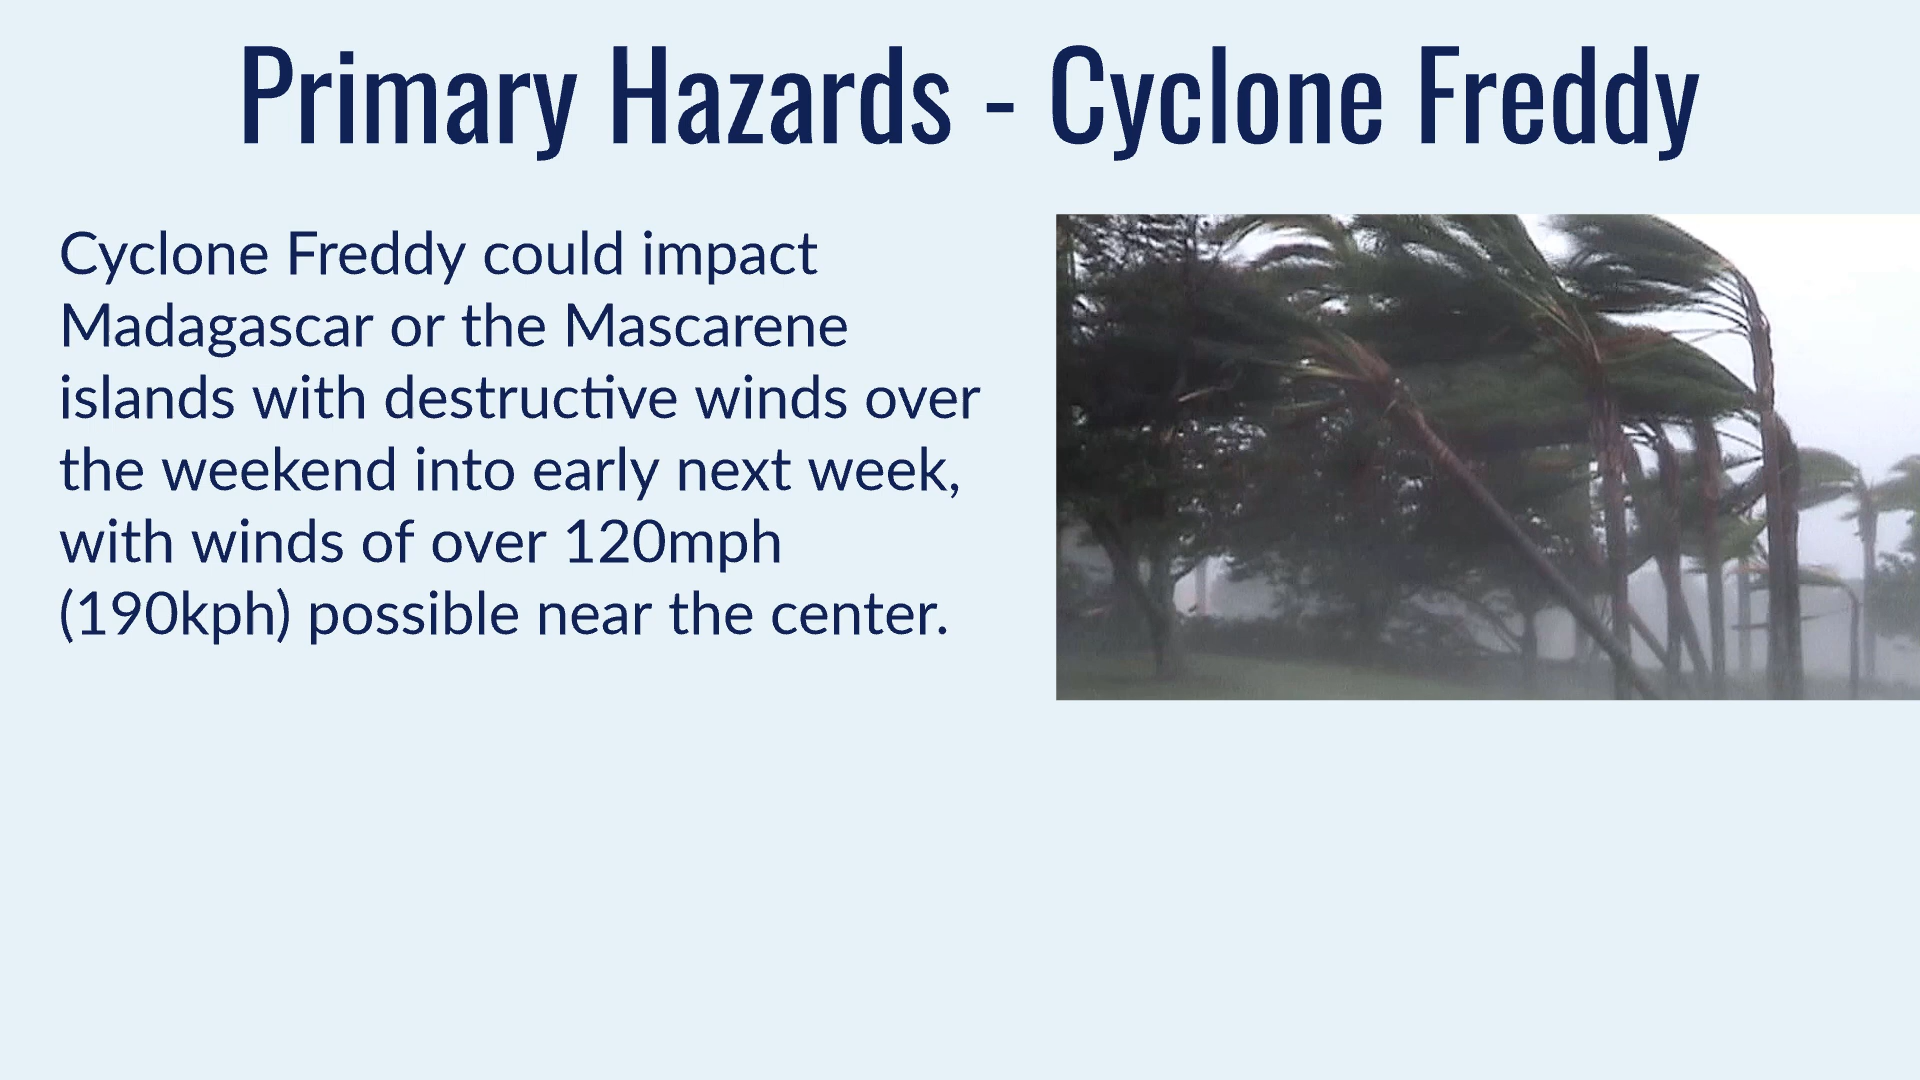 Primary Hazards - Cyclone Freddy
Cyclone Freddy could impact
Madagascar or the Mascarene
islands with destructive winds over
the weekend into early next week,
with winds of over 120mph
(190kph) possible near the center.